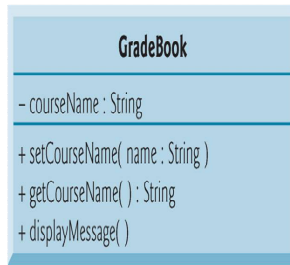 GradeBook
– courseName : String
+ setCourseName( name : String )
+ getCourseName( ) : String
+ displayMessage( )